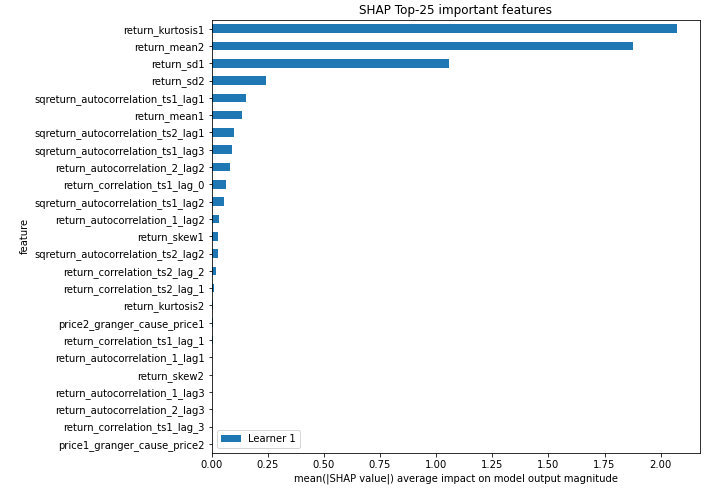 SHAP Top-25 important features
return_kurtosis1
return_mean2
return_sd1
return_sd2
sqreturn_autocorrelation_ts1_lag1
return_mean1
sqreturn_autocorrelation_ts2_lag1
sqreturn_autocorrelation_ts1_lag3
return_autocorrelation_2_lag2
return_correlation_ts1_lag_0
sqreturn_autocorrelation_ts1_lag2
return_autocorrelation_1_lag2
return_skew1
sqreturn_autocorrelation_ts2_lag2
return_correlation_ts2_lag_2
return_correlation_ts2_lag_1
return_kurtosis2
price2_granger_cause_price1
return_correlation_ts1_lag_1
return_autocorrelation_1_lag1
return_skew2
return_autocorrelation_1_lag3
return_autocorrelation_2_lag3
return_correlation_ts1_lag_3
price1_granger_cause_price2
feature
Learner 1
0.00 0.25 0.50 0.75 1.00 1.25 1.50 1.75 2.00
mean(|SHAP value|) average impact on model output magnitude